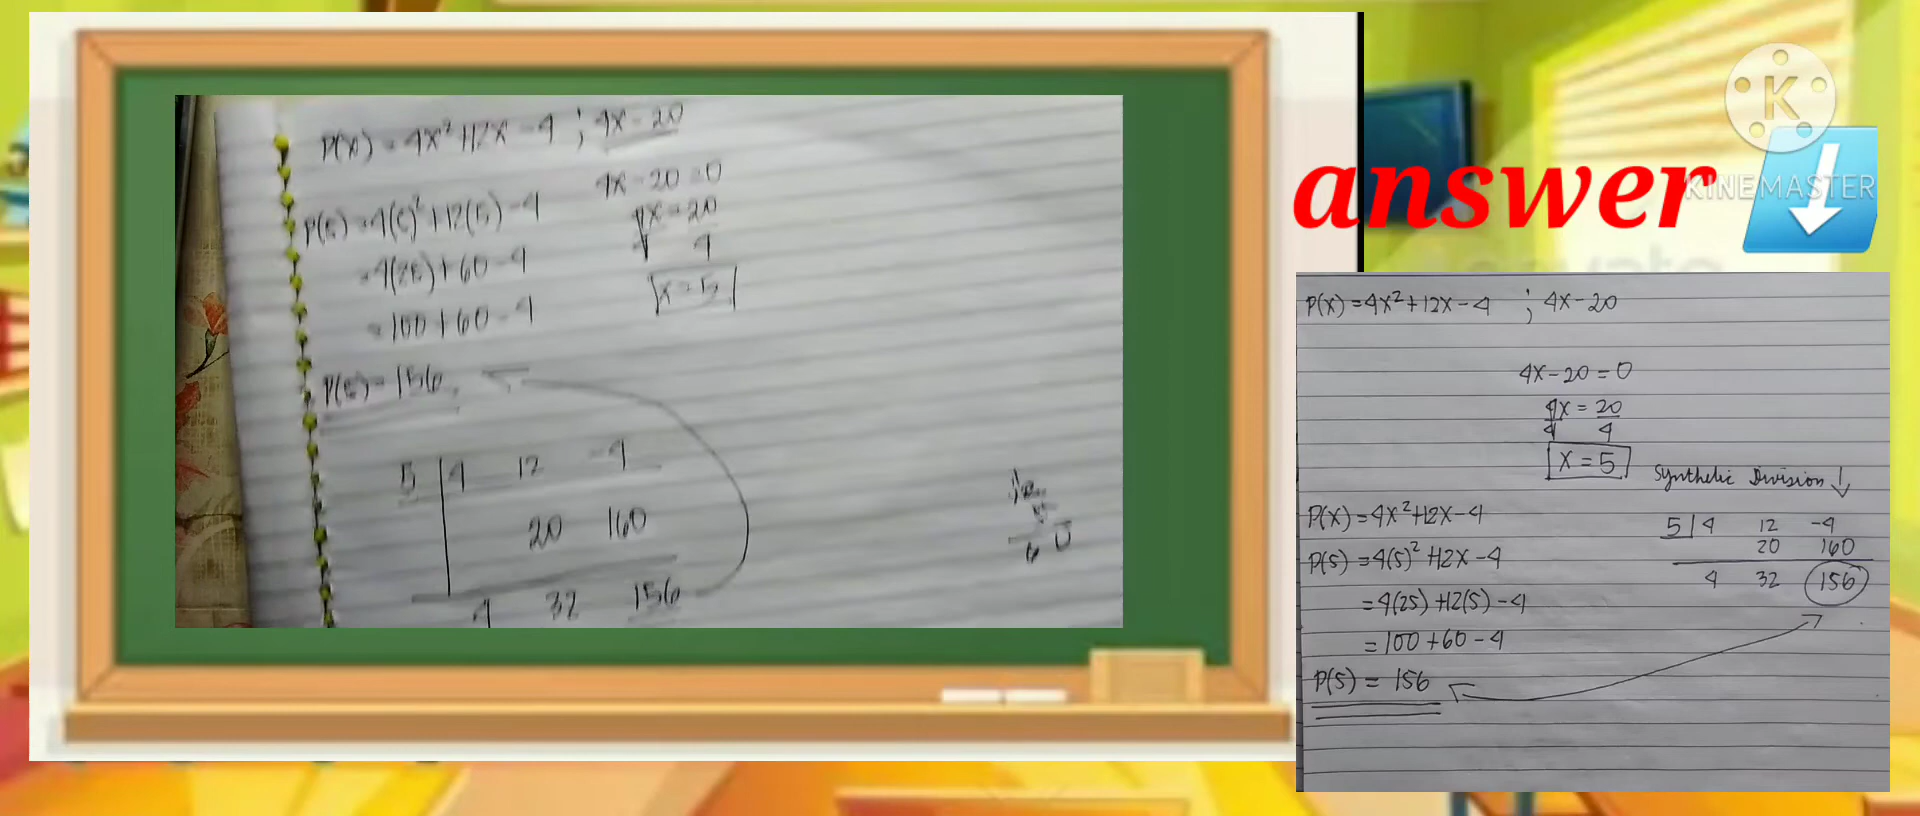 P(x) = 4x² + 12x - 4 ; 4x - 20
4x - 20 = 0
4x = 20
4 4
x = 5
P(5) = 4(5)² + 12(5) - 4
= 4(25) + 60 - 4
= 100 + 60 - 4
P(5) = 156
5 4 12 -4
20 160
4 32 156
answer
K
KINEMASTER
P(x) = 4x² + 12x - 4 ; 4x - 20
4x - 20 = 0
4x = 20
4 4
x = 5
Synthetic Division ↓
5 4 12 -4
20 160
4 32 156
P(x) = 4x² + 12x - 4
P(5) = 4(5)² + 12x - 4
= 4(25) + 12(5) - 4
= 100 + 60 - 4
P(5) = 156